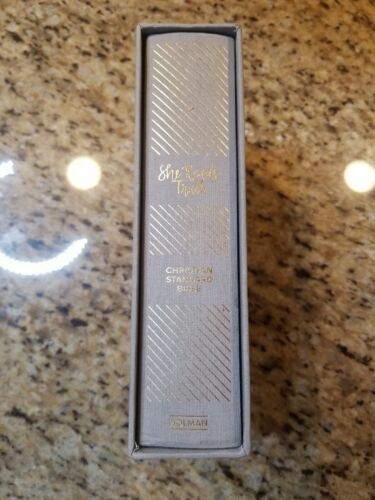 She Reads
Truth
CHRISTIAN
STANDARD
BIBLE
HOLMAN